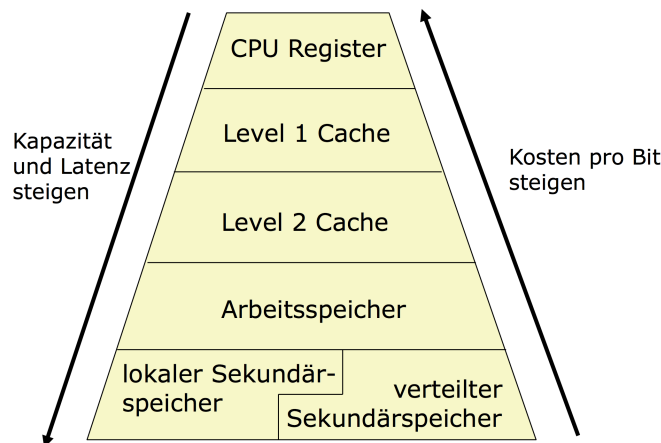 CPU Register
Level 1 Cache
Kapazität
und Latenz
steigen
Kosten pro Bit
steigen
Level 2 Cache
Arbeitsspeicher
lokaler Sekundär-
speicher
verteilter
Sekundärspeicher